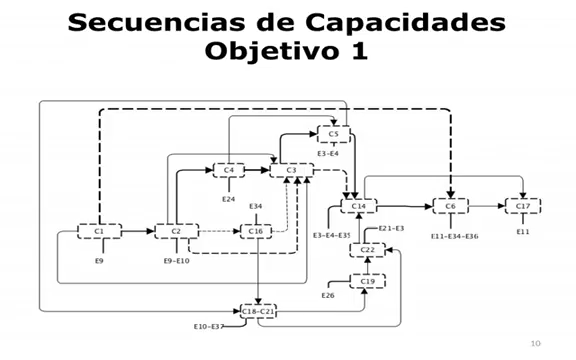 Secuencias de Capacidades
Objetivo 1
C5
E3-E4
C4
C3
E24
E34
C14
C6
C17
C1
C2
C16
E9
E9-E10
E3-E4-E35
E21-E3
E11-E34-E36
E11
C22
C19
E26
C18-C21
E10-E37
10